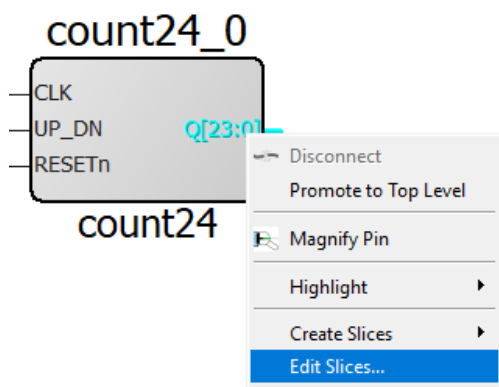 count24_0
CLK
UP_DN
Q[23:0]
RESETn
count24
Disconnect
Promote to Top Level
Magnify Pin
Highlight
Create Slices
Edit Slices...